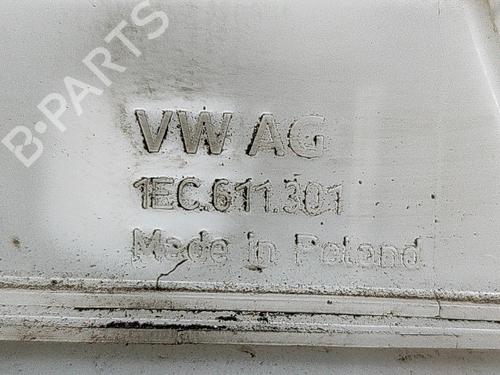 B-PARTS
VW AG
1EC.611.301
Made in Poland